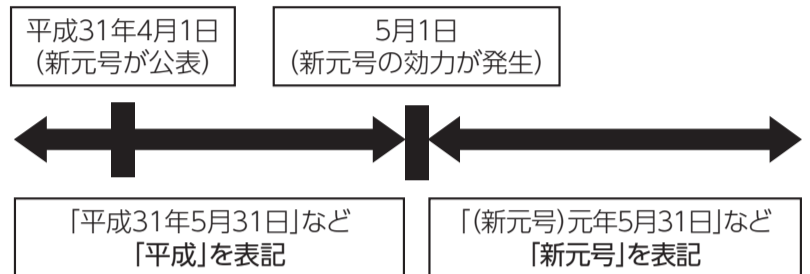 平成31年4月1日
(新元号が公表)
5月1日
(新元号の効力が発生)
「平成31年5月31日」など
「平成」を表記
「(新元号)元年5月31日」など
「新元号」を表記